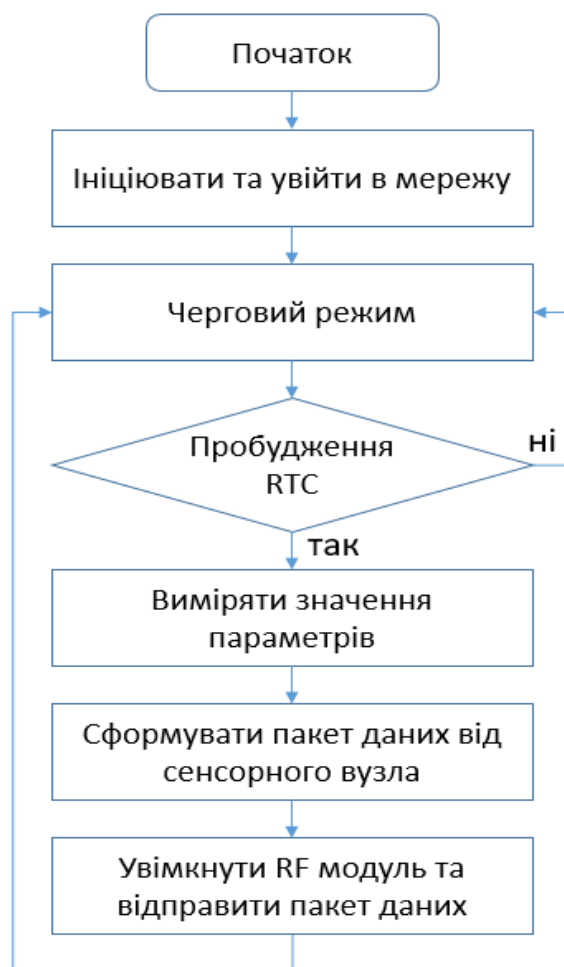 Початок
Ініціювати та увійти в мережу
Черговий режим
Пробудження
RTC
ні
так
Виміряти значення
параметрів
Сформувати пакет даних від
сенсорного вузла
Увімкнути RF модуль та
відправити пакет даних